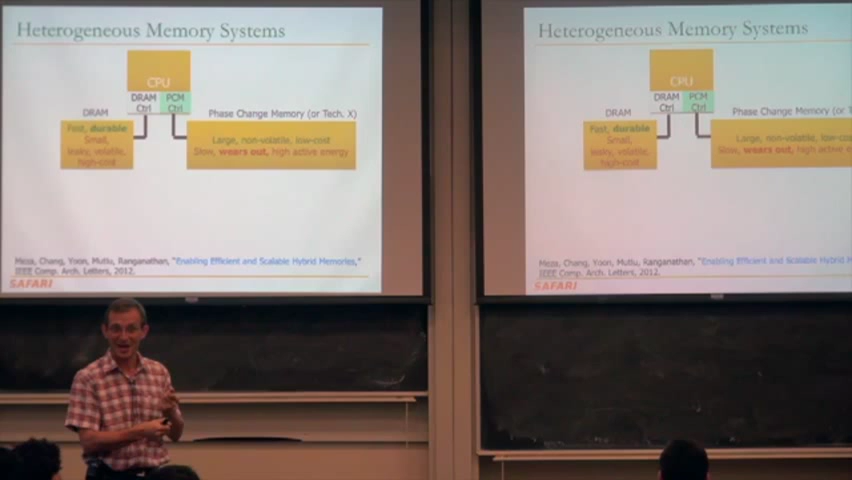 Heterogeneous Memory Systems
CPU
DRAM Ctrl
PCM Ctrl
DRAM
Phase Change Memory (or Tech. X)
Fast, durable
Small,
leaky, volatile,
high-cost
Large, non-volatile, low-cost
Slow, wears out, high active energy
Meza, Chang, Yoon, Mutlu, Ranganathan, "Enabling Efficient and Scalable Hybrid Memories,"
IEEE Comp. Arch. Letters, 2012.
SAFARI
Heterogeneous Memory Systems
CPU
DRAM Ctrl
PCM Ctrl
DRAM
Phase Change Memory (or T
Fast, durable
Small,
leaky, volatile,
high-cost
Large, non-volatile, low-co
Slow, wears out, high active e
Meza, Chang, Yoon, Mutlu, Ranganathan, "Enabling Efficient and Scalable Hybrid M
IEEE Comp. Arch. Letters, 2012.
SAFARI